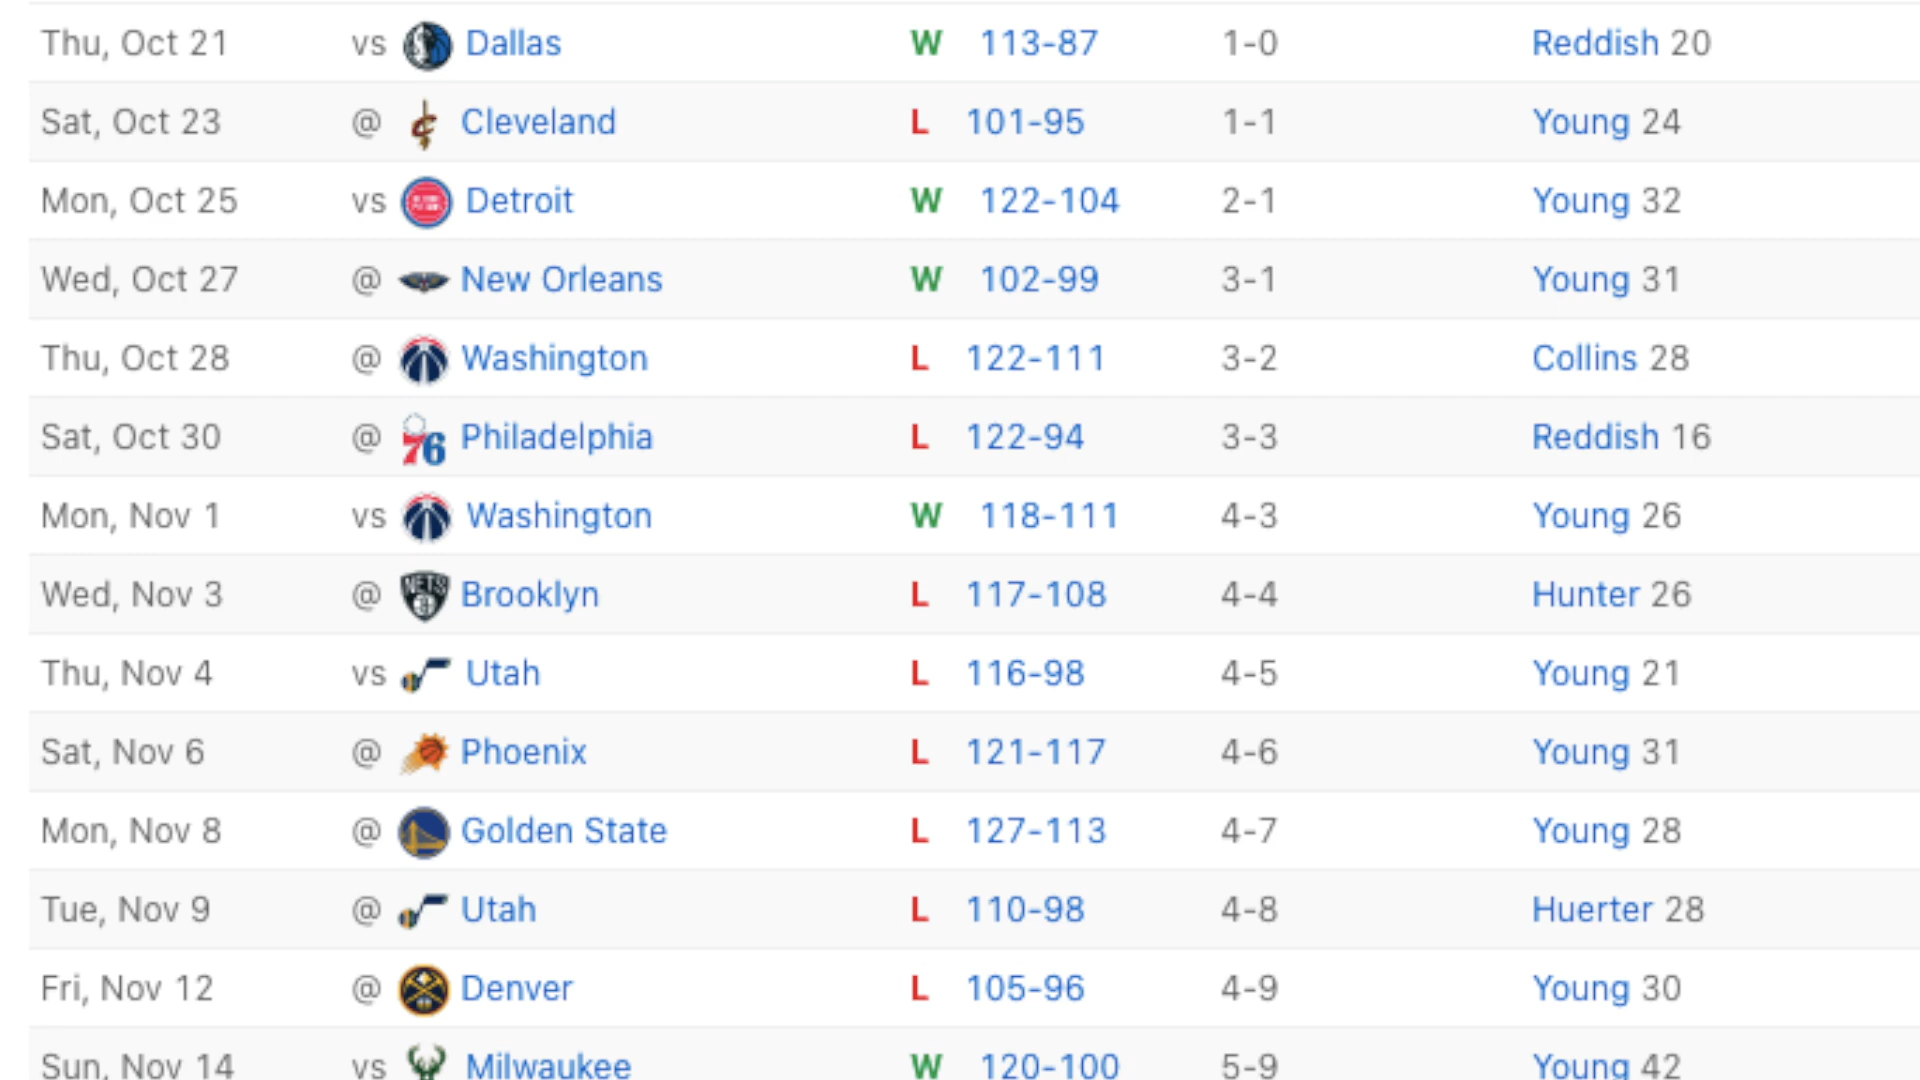 Thu, Oct 21 vs Dallas W 113-87 1-0 Reddish 20
Sat, Oct 23 @ Cleveland L 101-95 1-1 Young 24
Mon, Oct 25 vs Detroit W 122-104 2-1 Young 32
Wed, Oct 27 @ New Orleans W 102-99 3-1 Young 31
Thu, Oct 28 @ Washington L 122-111 3-2 Collins 28
Sat, Oct 30 @ 76 Philadelphia L 122-94 3-3 Reddish 16
Mon, Nov 1 vs Washington W 118-111 4-3 Young 26
Wed, Nov 3 @ NETS B Brooklyn L 117-108 4-4 Hunter 26
Thu, Nov 4 vs Utah L 116-98 4-5 Young 21
Sat, Nov 6 @ Phoenix L 121-117 4-6 Young 31
Mon, Nov 8 @ Golden State L 127-113 4-7 Young 28
Tue, Nov 9 @ Utah L 110-98 4-8 Huerter 28
Fri, Nov 12 @ Denver L 105-96 4-9 Young 30
Sun, Nov 14 vs Milwaukee W 120-100 5-9 Young 42